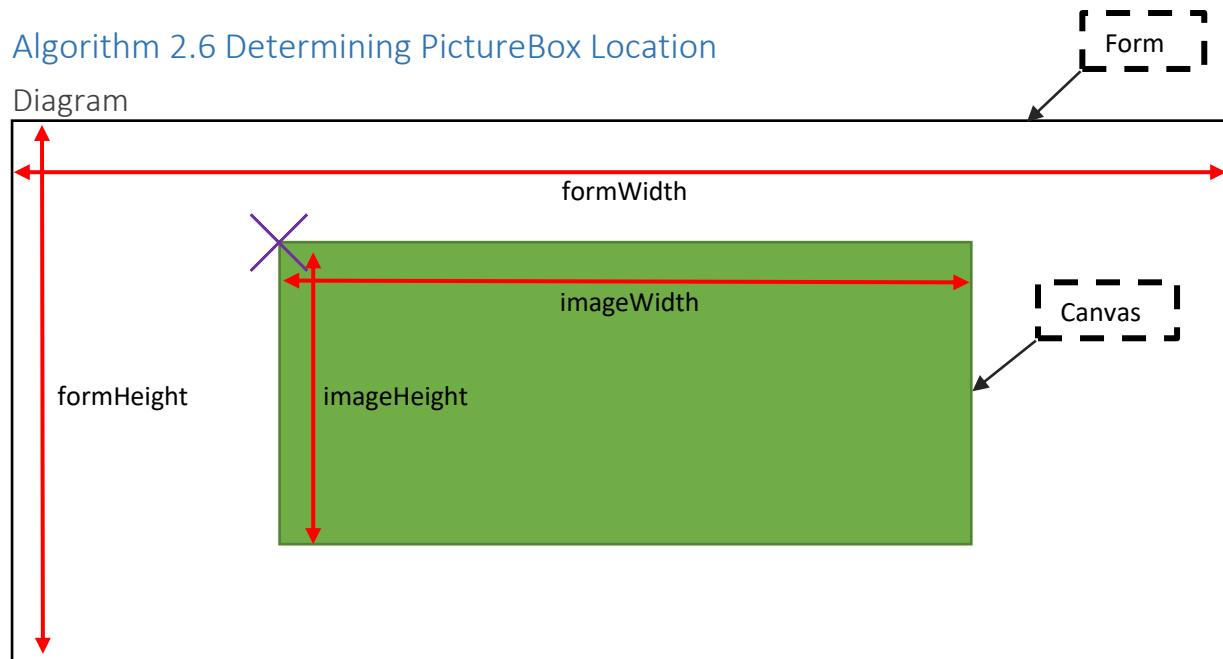 Algorithm 2.6 Determining PictureBox Location
Form
Diagram
formWidth
imageWidth
Canvas
formHeight
imageHeight